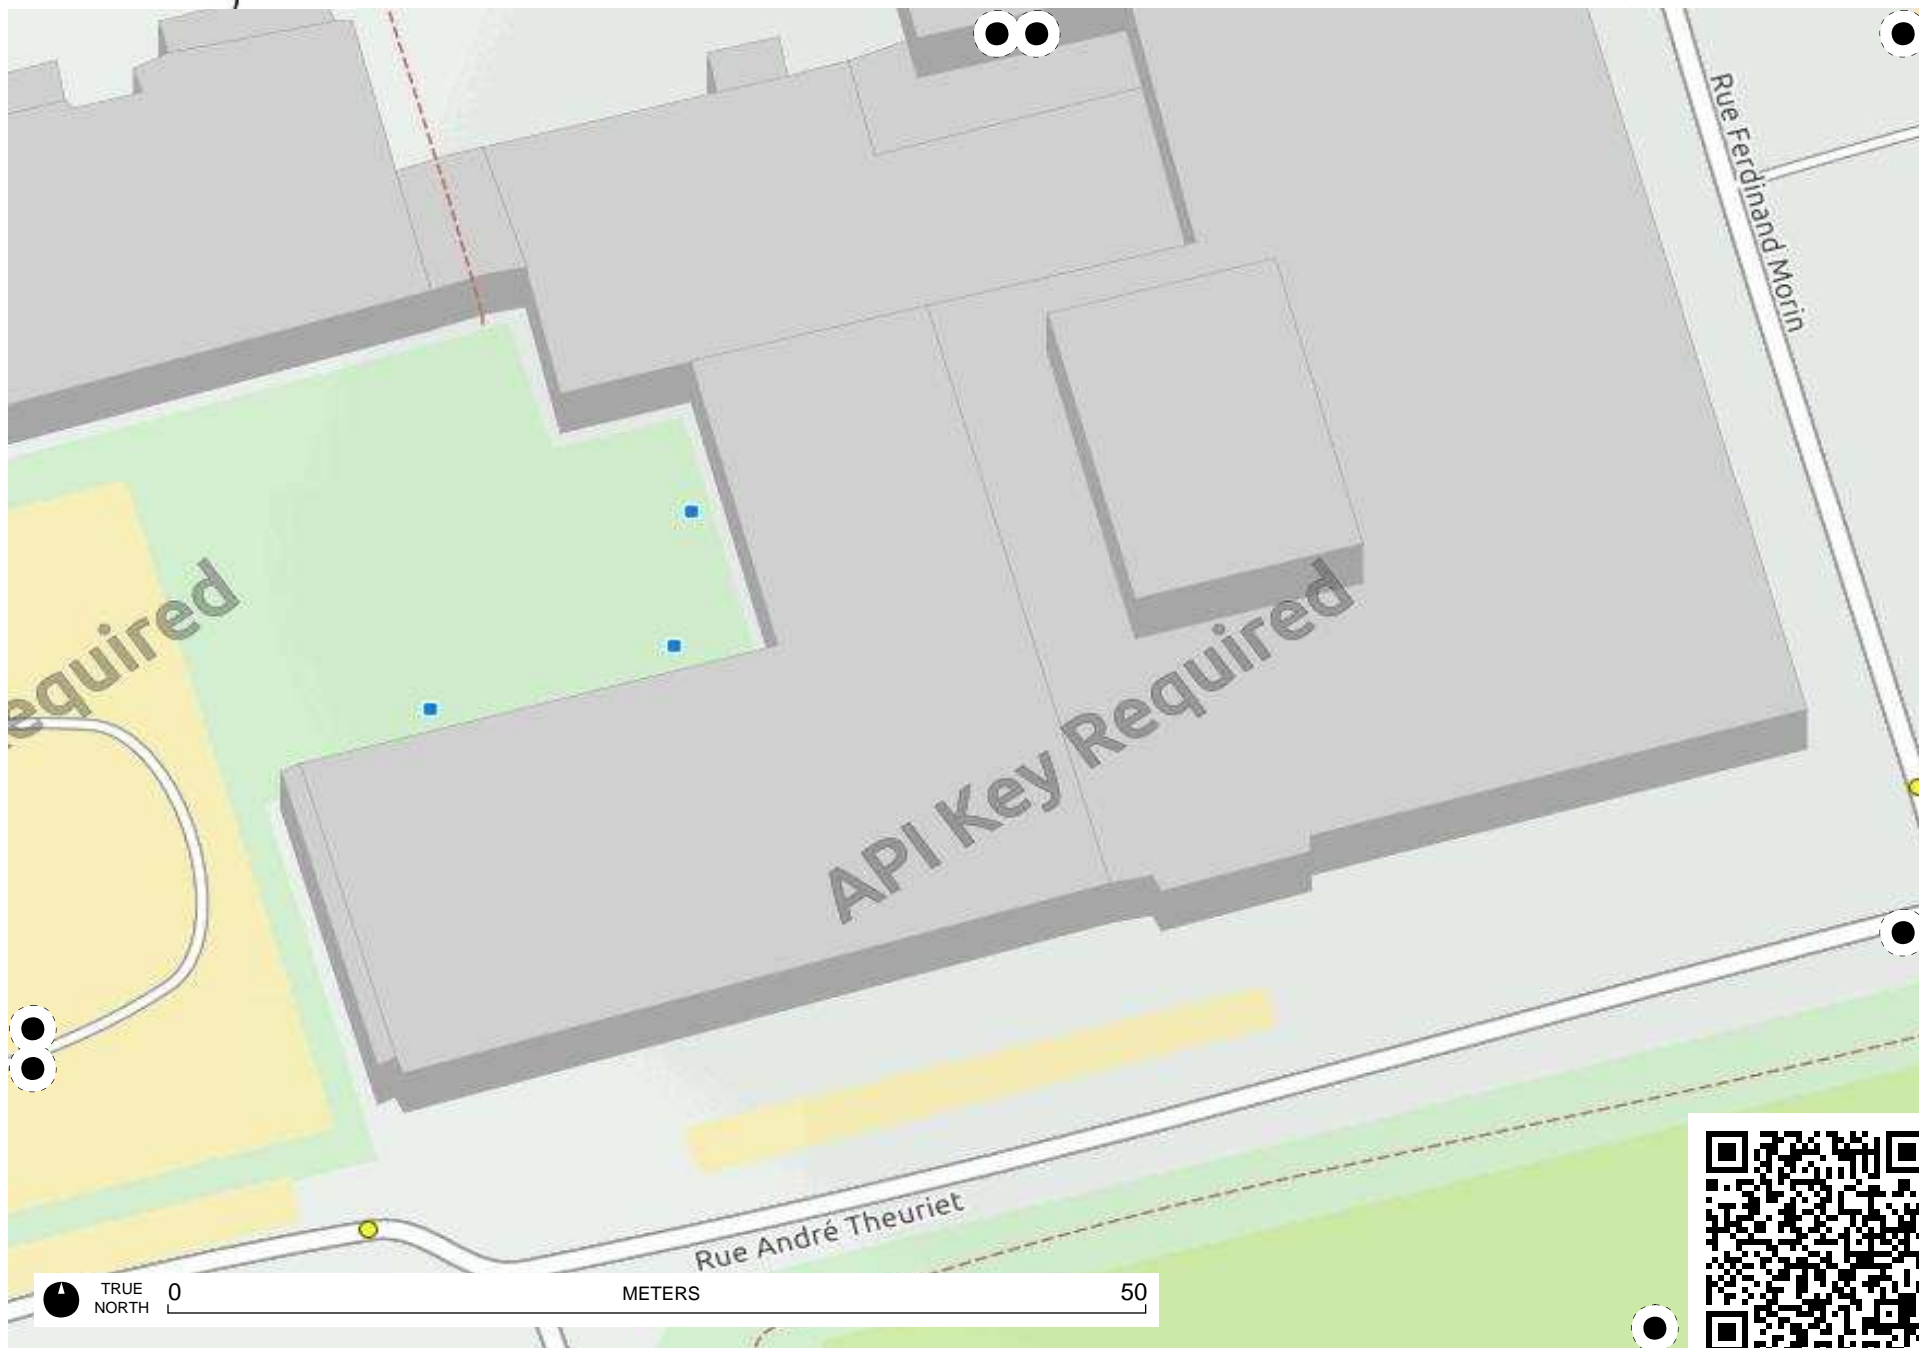 Rue Ferdinand Morin
equired
API Key Required
Rue André Theuriet
TRUE
NORTH
0
METERS
50